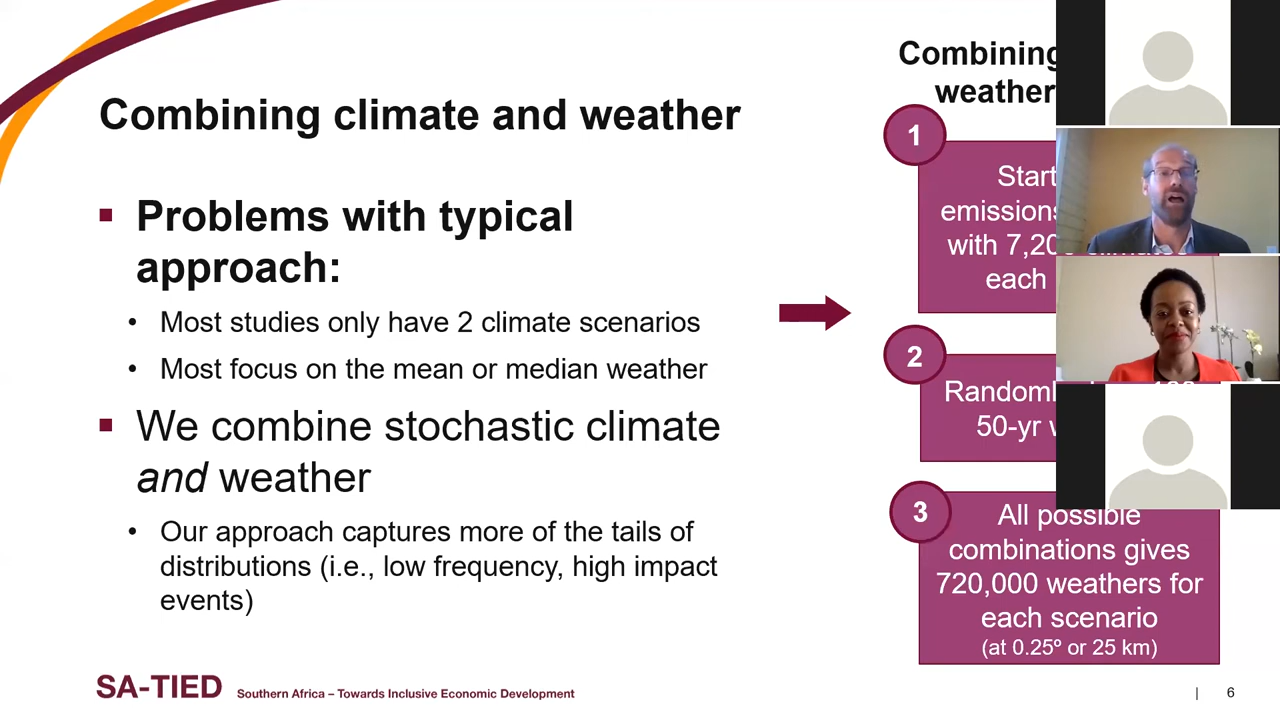 Combining climate and weather
▪ Problems with typical
approach:
• Most studies only have 2 climate scenarios
• Most focus on the mean or median weather
▪ We combine stochastic climate
and weather
• Our approach captures more of the tails of
distributions (i.e., low frequency, high impact
events)
Combining
weather
1
Start
emissions
with
each
2
50-yr
3
All possible
combinations gives
720,000 weathers for
each scenario
(at 0.25º or 25 km)
SA-TIED Southern Africa – Towards Inclusive Economic Development
| 6